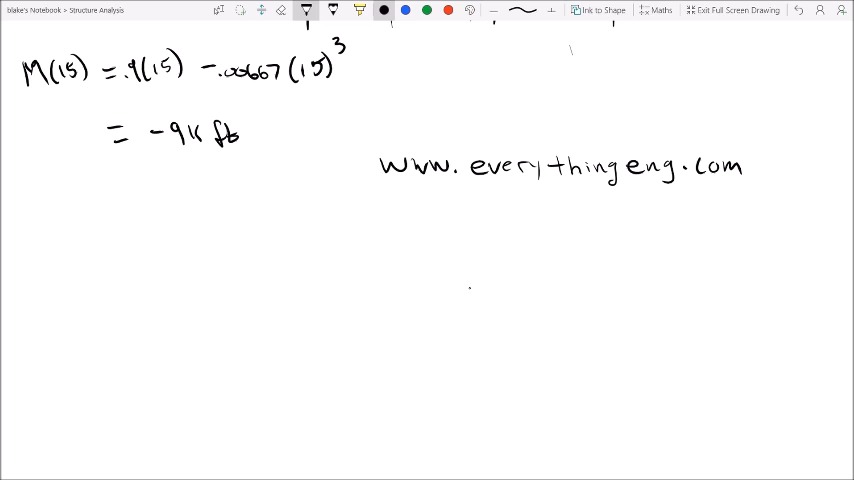 blake's Notebook > Structure Analysis
Ink to Shape
Maths
Exit Full Screen Drawing
M(15) = .9(15) - .00667(15)³
= -9k ft
www.everythingeng.com